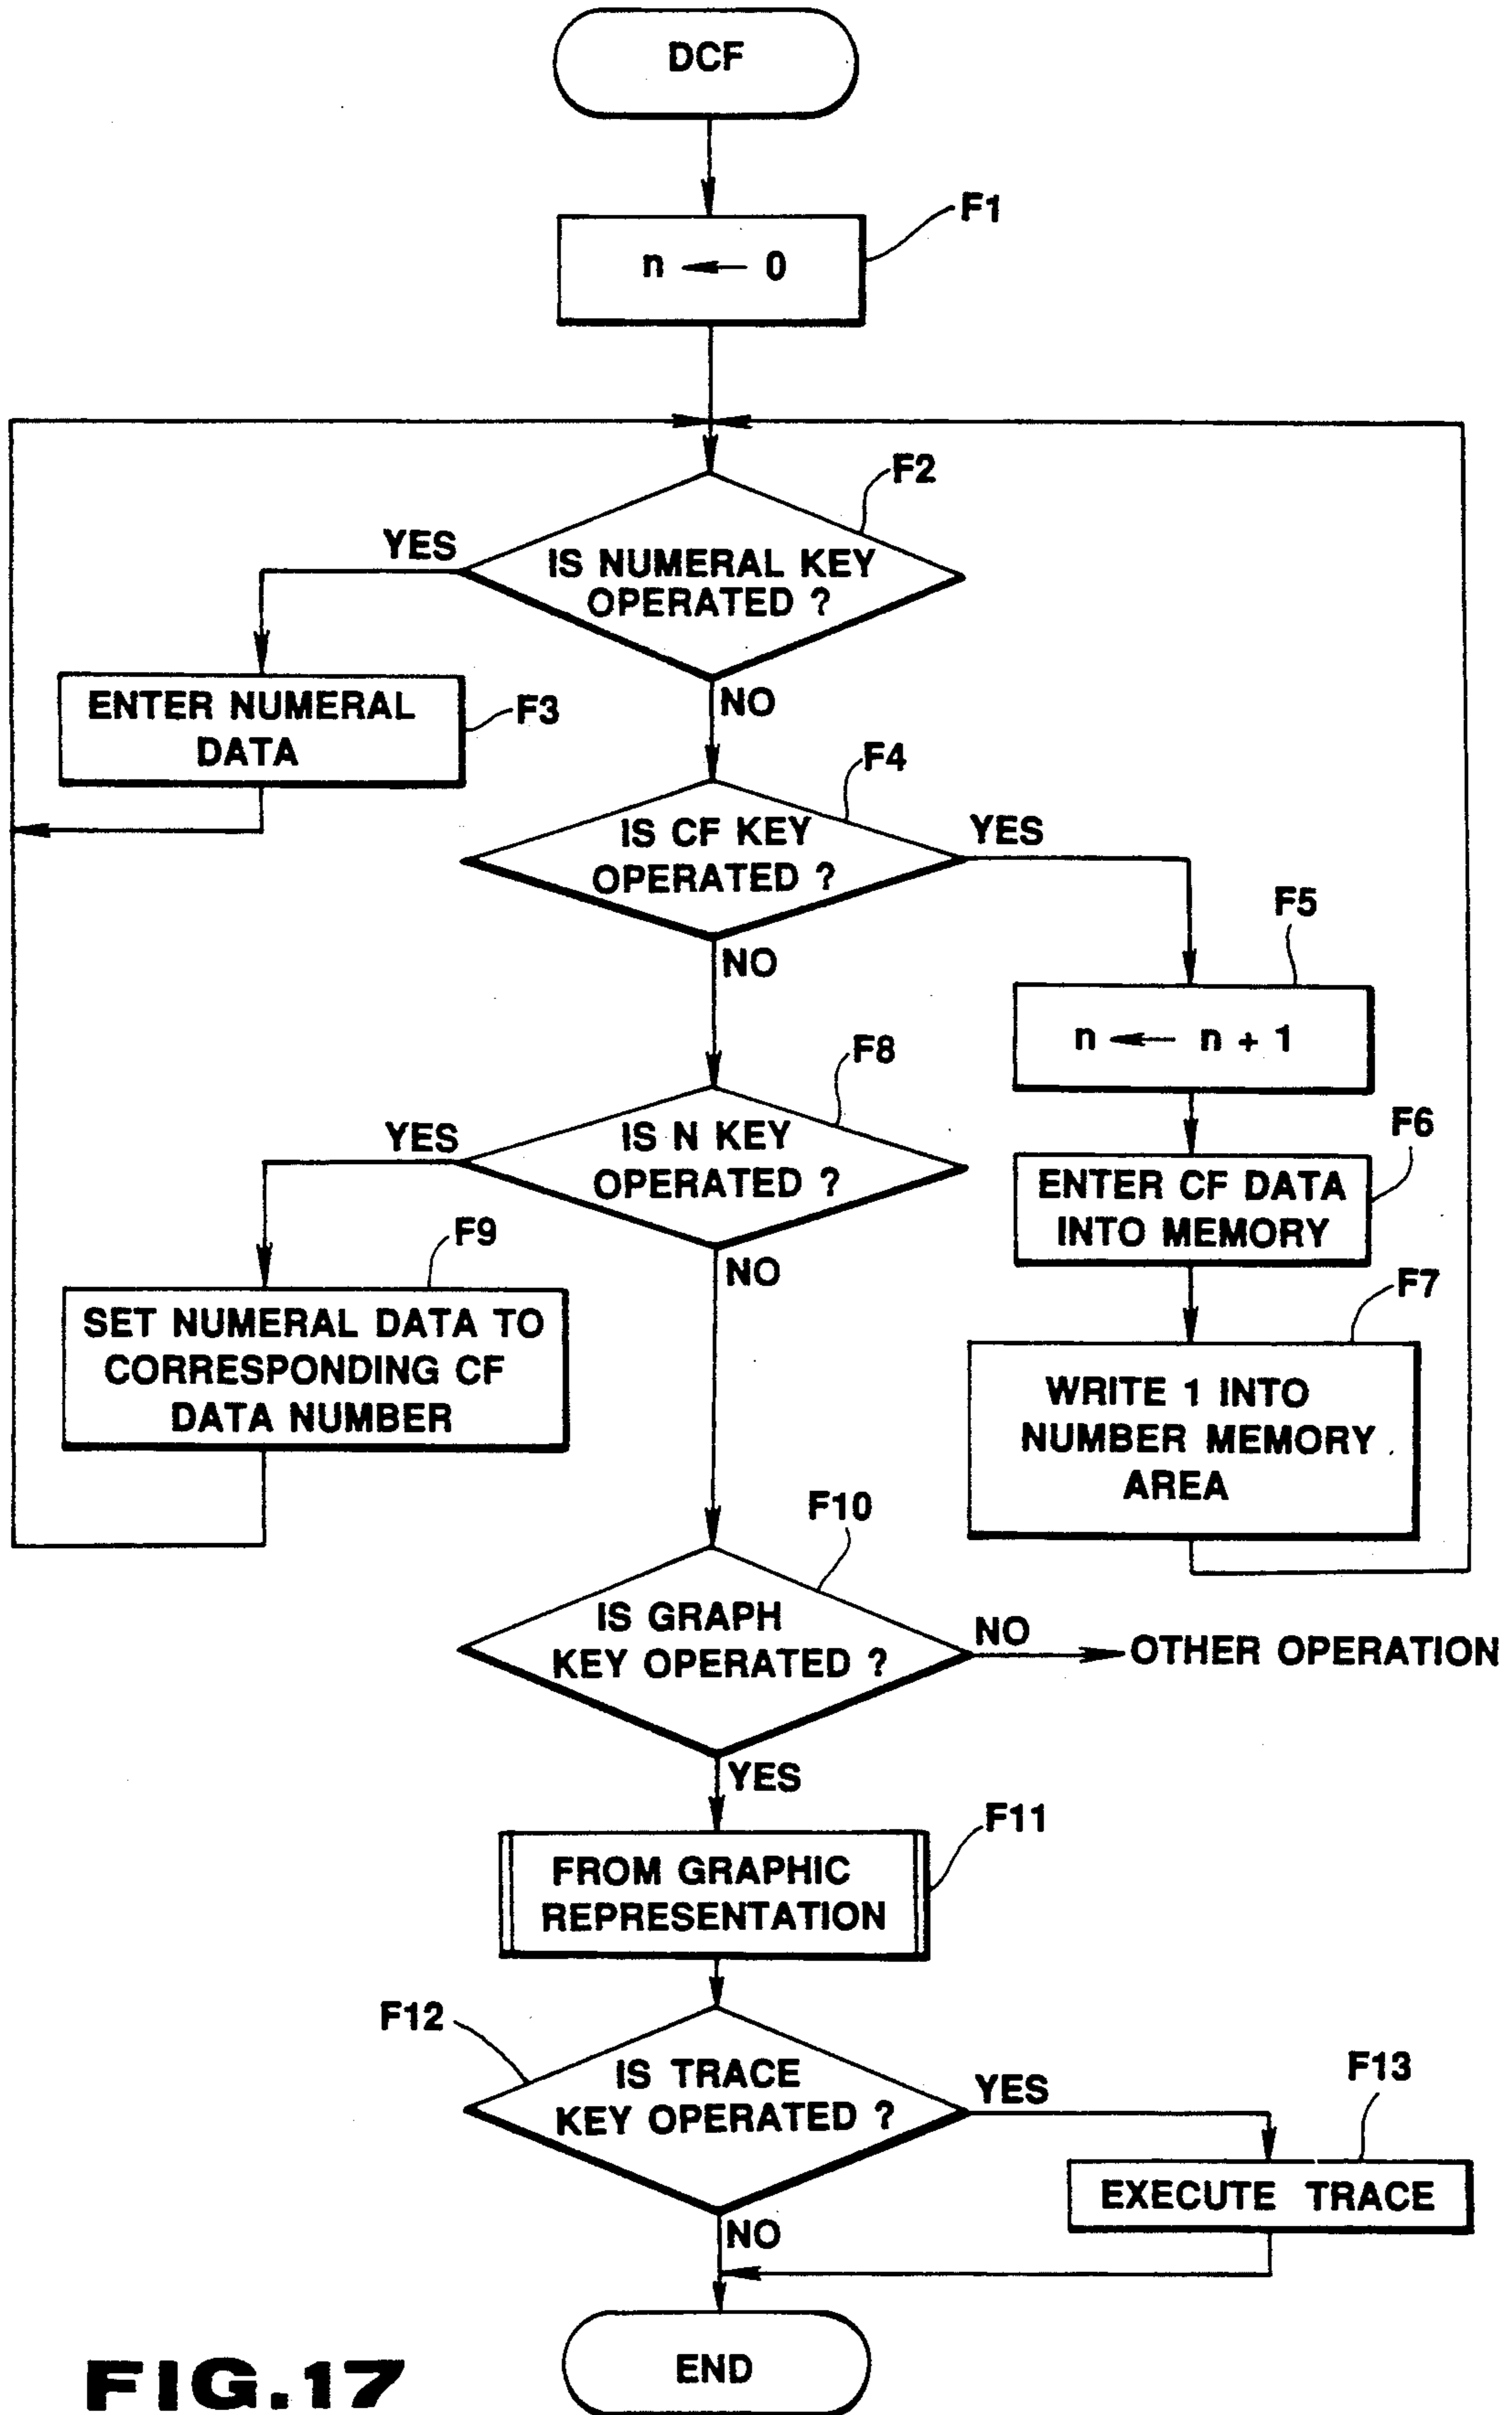 DCF
F1
n ← 0
F2
YES
IS NUMERAL KEY
OPERATED ?
NO
ENTER NUMERAL
DATA
F3
F4
IS CF KEY
OPERATED ?
YES
NO
F5
n ← n + 1
F8
YES
IS N KEY
OPERATED ?
NO
F6
ENTER CF DATA
INTO MEMORY
F9
SET NUMERAL DATA TO
CORRESPONDING CF
DATA NUMBER
F7
WRITE 1 INTO
NUMBER MEMORY
AREA
F10
IS GRAPH
KEY OPERATED ?
NO
OTHER OPERATION
YES
F11
FROM GRAPHIC
REPRESENTATION
F12
IS TRACE
KEY OPERATED ?
YES
NO
F13
EXECUTE TRACE
END
FIG.17